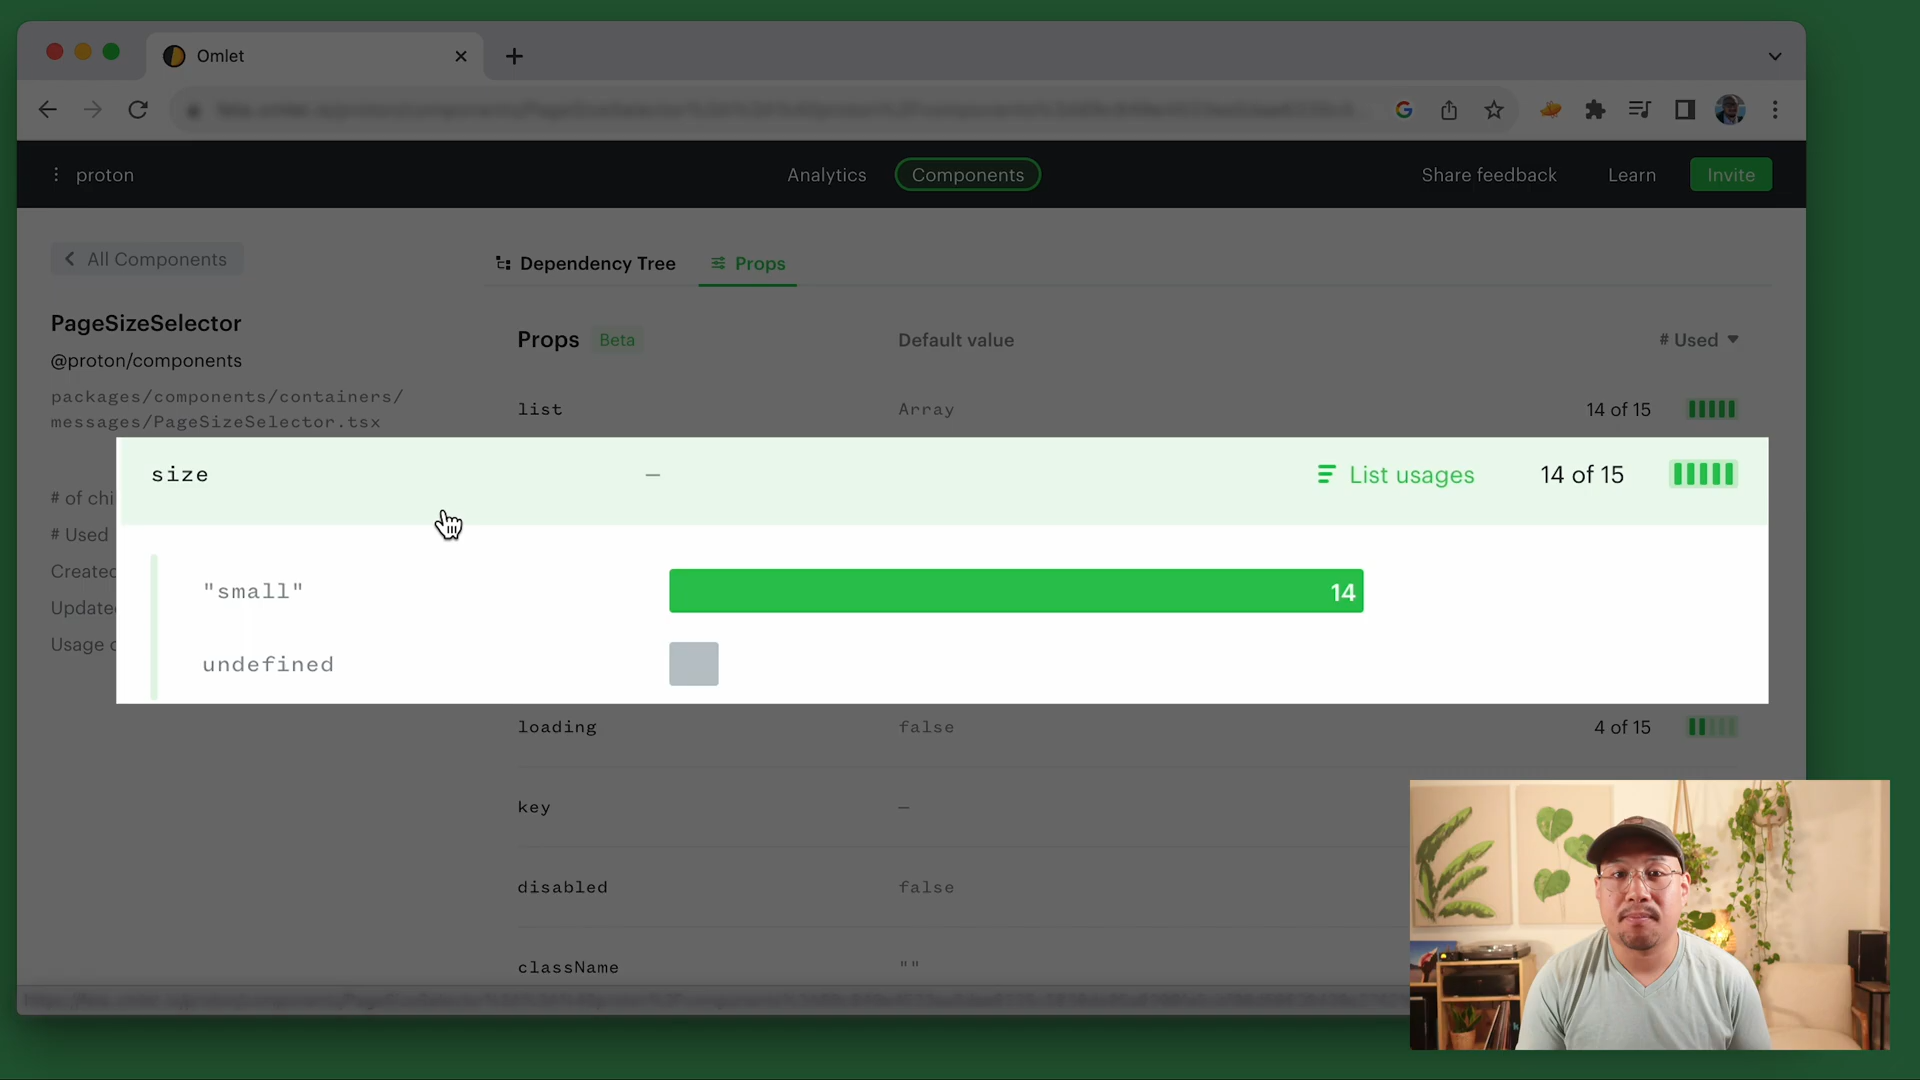 Omlet
proton
Analytics
Components
Share feedback
Learn
Invite
All Components
Dependency Tree
Props
PageSizeSelector
@proton/components
packages/components/containers/
messages/PageSizeSelector.tsx
Props Beta
Default value
# Used
list
Array
14 of 15
size
—
List usages
14 of 15
"small"
14
undefined
# of chi
# Used
Created
Update
Usage
loading
false
4 of 15
key
—
disabled
false
className
""